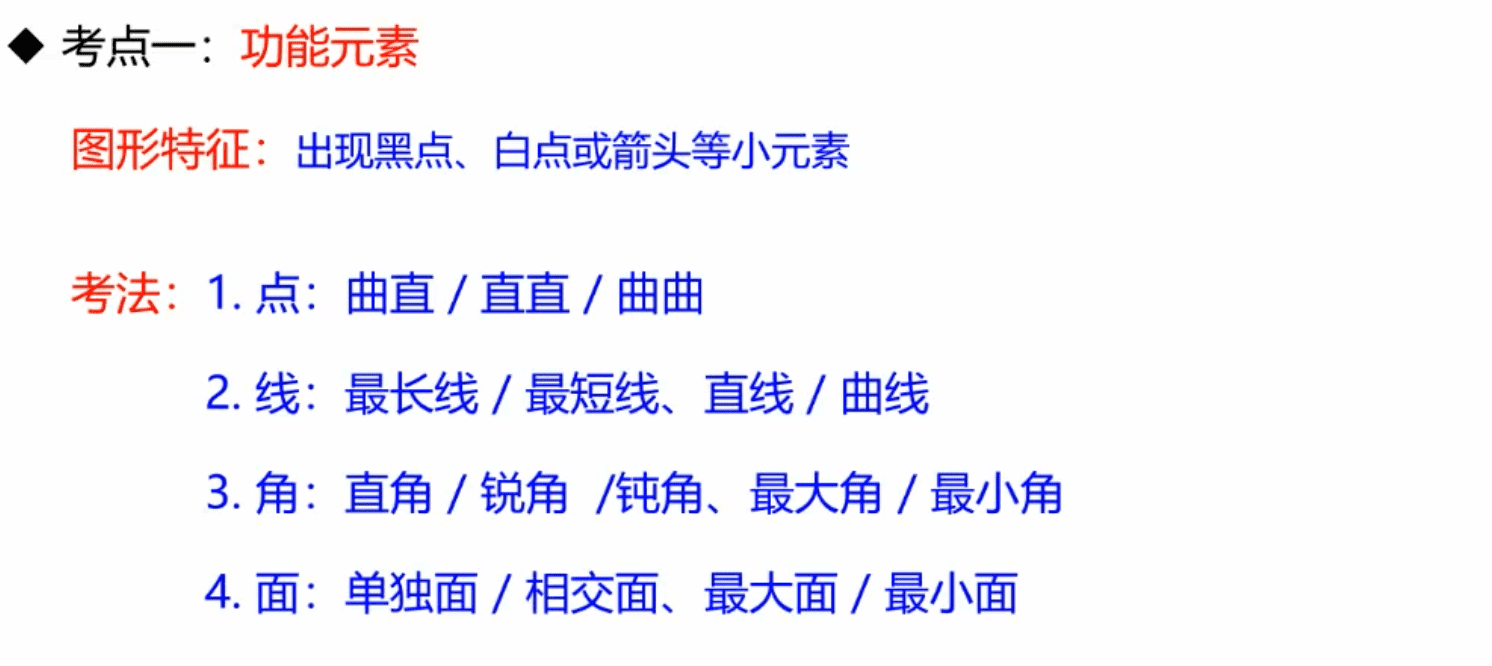 ◆ 考点一：功能元素
图形特征：出现黑点、白点或箭头等小元素
考法：1. 点：曲直 / 直直 / 曲曲
2. 线：最长线 / 最短线、直线 / 曲线
3. 角：直角 / 锐角 /钝角、最大角 / 最小角
4. 面：单独面 / 相交面、最大面 / 最小面